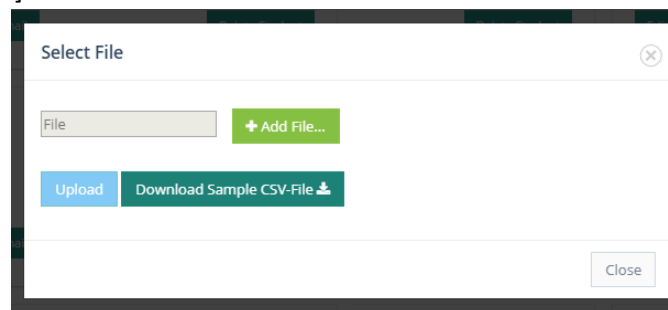 Select File
File
+ Add File...
Upload
Download Sample CSV-File
Close